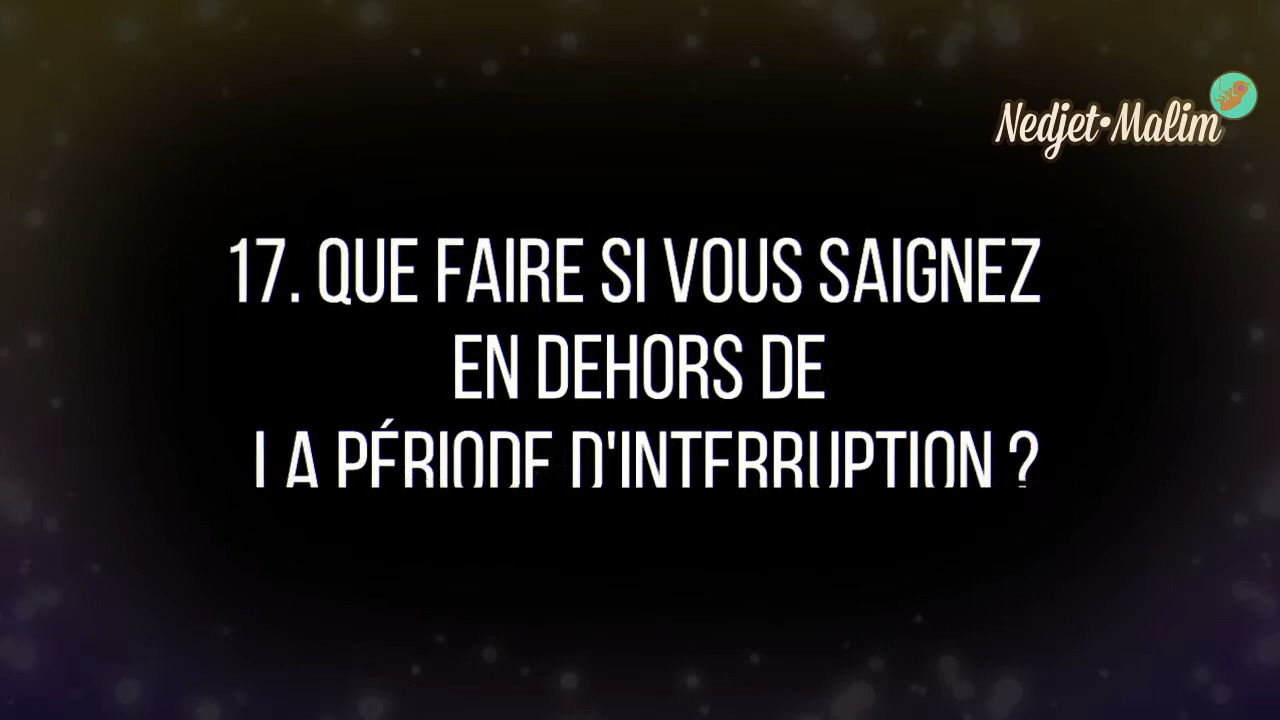 Nedjet•Malim
17. QUE FAIRE SI VOUS SAIGNEZ
EN DEHORS DE
LA PÉRIODE D'INTERRUPTION ?